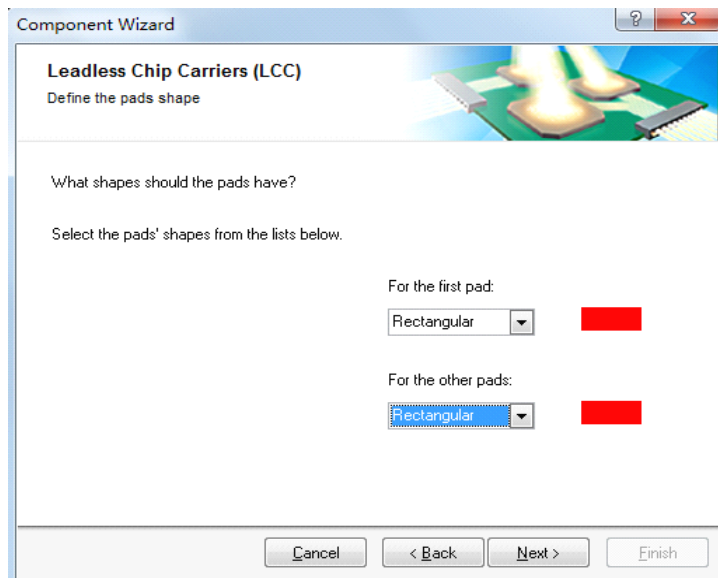 Component Wizard
Leadless Chip Carriers (LCC)
Define the pads shape
What shapes should the pads have?
Select the pads' shapes from the lists below.
For the first pad:
Rectangular
For the other pads:
Rectangular
Cancel
< Back
Next >
Finish